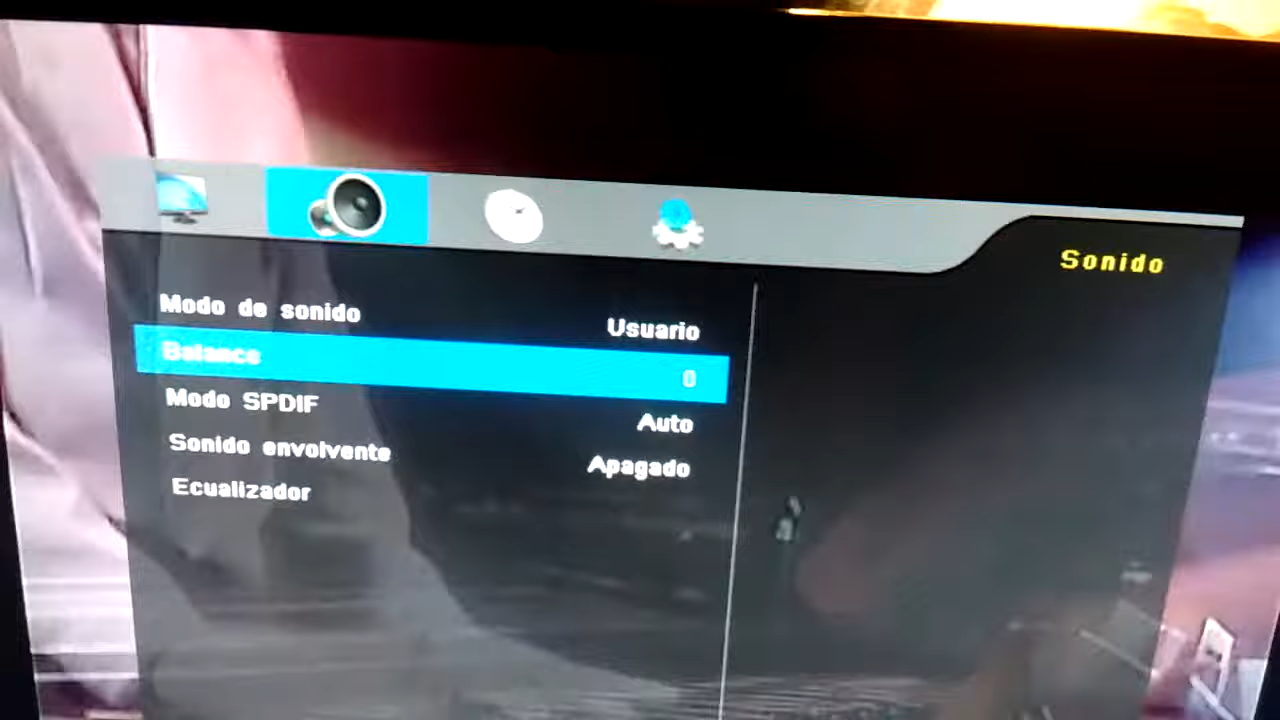 Sonido
Modo de sonido Usuario
Balance 0
Modo SPDIF Auto
Sonido envolvente Apagado
Ecualizador